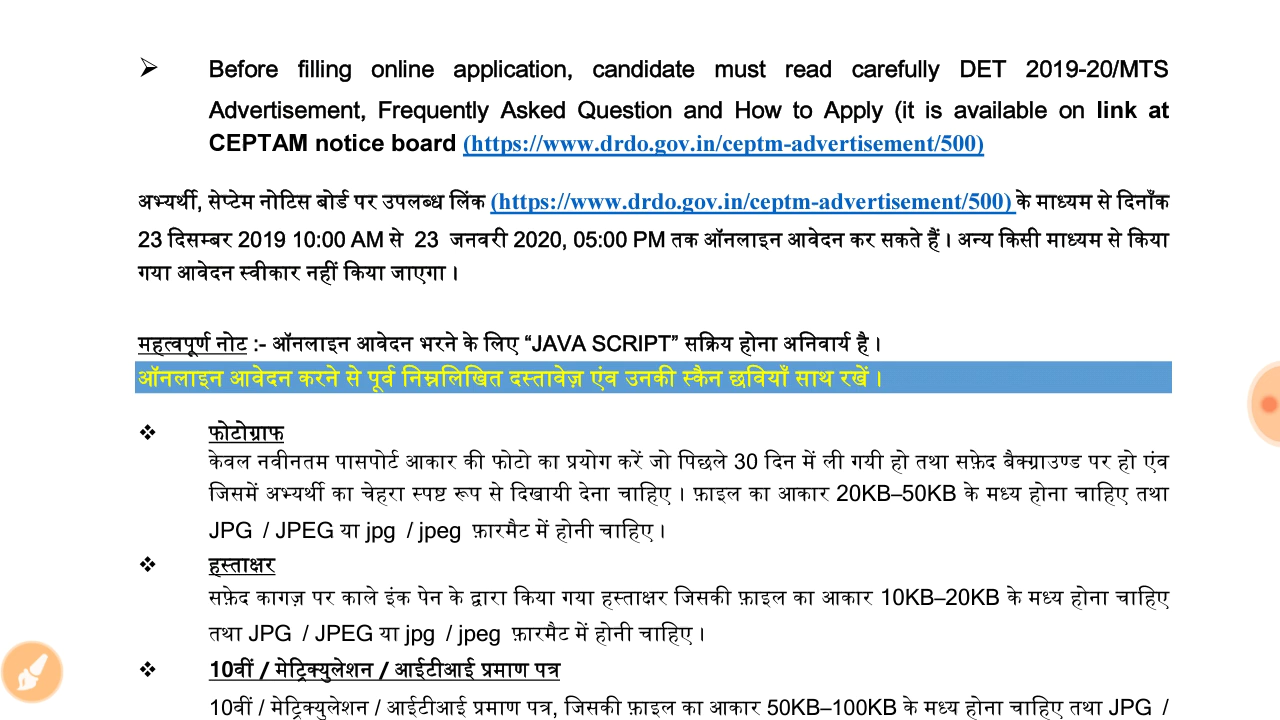 ➢ Before filling online application, candidate must read carefully DET 2019-20/MTS
Advertisement, Frequently Asked Question and How to Apply (it is available on link at
CEPTAM notice board (https://www.drdo.gov.in/ceptm-advertisement/500)
अभ्यर्थी, सेप्टेम नोटिस बोर्ड पर उपलब्ध लिंक (https://www.drdo.gov.in/ceptm-advertisement/500) के माध्यम से दिनाँक
23 दिसम्बर 2019 10:00 AM से 23 जनवरी 2020, 05:00 PM तक ऑनलाइन आवेदन कर सकते हैं। अन्य किसी माध्यम से किया
गया आवेदन स्वीकार नहीं किया जाएगा।
महत्वपूर्ण नोट :- ऑनलाइन आवेदन भरने के लिए “JAVA SCRIPT” सक्रिय होना अनिवार्य है।
ऑनलाइन आवेदन करने से पूर्व निम्नलिखित दस्तावेज़ एंव उनकी स्कैन छवियाँ साथ रखें।
❖ फोटोग्राफ
केवल नवीनतम पासपोर्ट आकार की फोटो का प्रयोग करें जो पिछले 30 दिन में ली गयी हो तथा सफ़ेद बैकग्राउण्ड पर हो एंव
जिसमें अभ्यर्थी का चेहरा स्पष्ट रूप से दिखायी देना चाहिए। फ़ाइल का आकार 20KB–50KB के मध्य होना चाहिए तथा
JPG / JPEG या jpg / jpeg फ़ारमैट में होनी चाहिए।
❖ हस्ताक्षर
सफ़ेद कागज़ पर काले इंक पेन के द्वारा किया गया हस्ताक्षर जिसकी फ़ाइल का आकार 10KB–20KB के मध्य होना चाहिए
तथा JPG / JPEG या jpg / jpeg फ़ारमैट में होनी चाहिए।
❖ 10वीं / मेट्रिक्युलेशन / आईटीआई प्रमाण पत्र
10वीं / मेट्रिक्युलेशन / आईटीआई प्रमाण पत्र, जिसकी फ़ाइल का आकार 50KB–100KB के मध्य होना चाहिए तथा JPG /